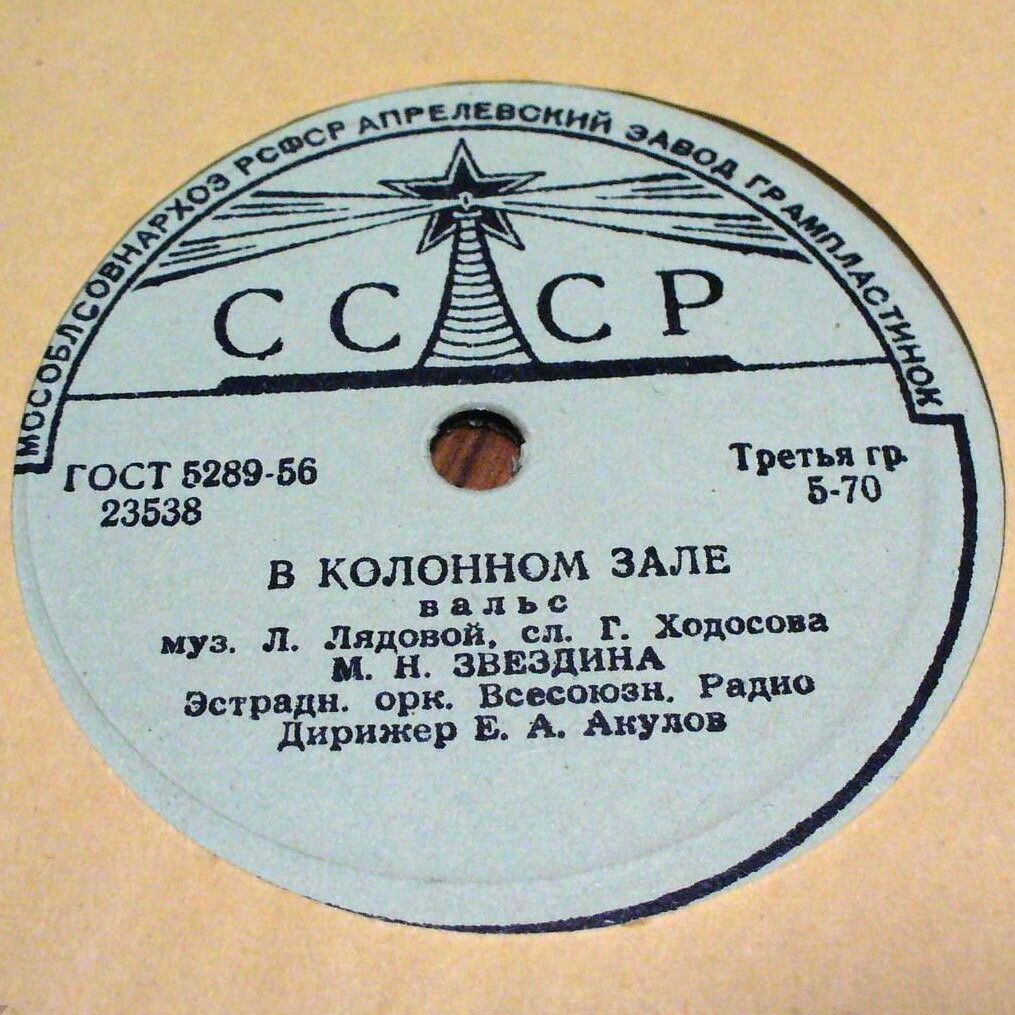 МОСОБЛСОВНАРХОЗ РСФСР АПРЕЛЕВСКИЙ ЗАВОД ГРАМПЛАСТИНОК
СССР
ГОСТ 5289-56
23538
Третья гр.
5-70
В КОЛОННОМ ЗАЛЕ
вальс
муз. Л. Лядовой, сл. Г. Ходосова
М. Н. ЗВЕЗДИНА
Эстрадн. орк. Всесоюзн. Радио
Дирижер Е. А. Акулов